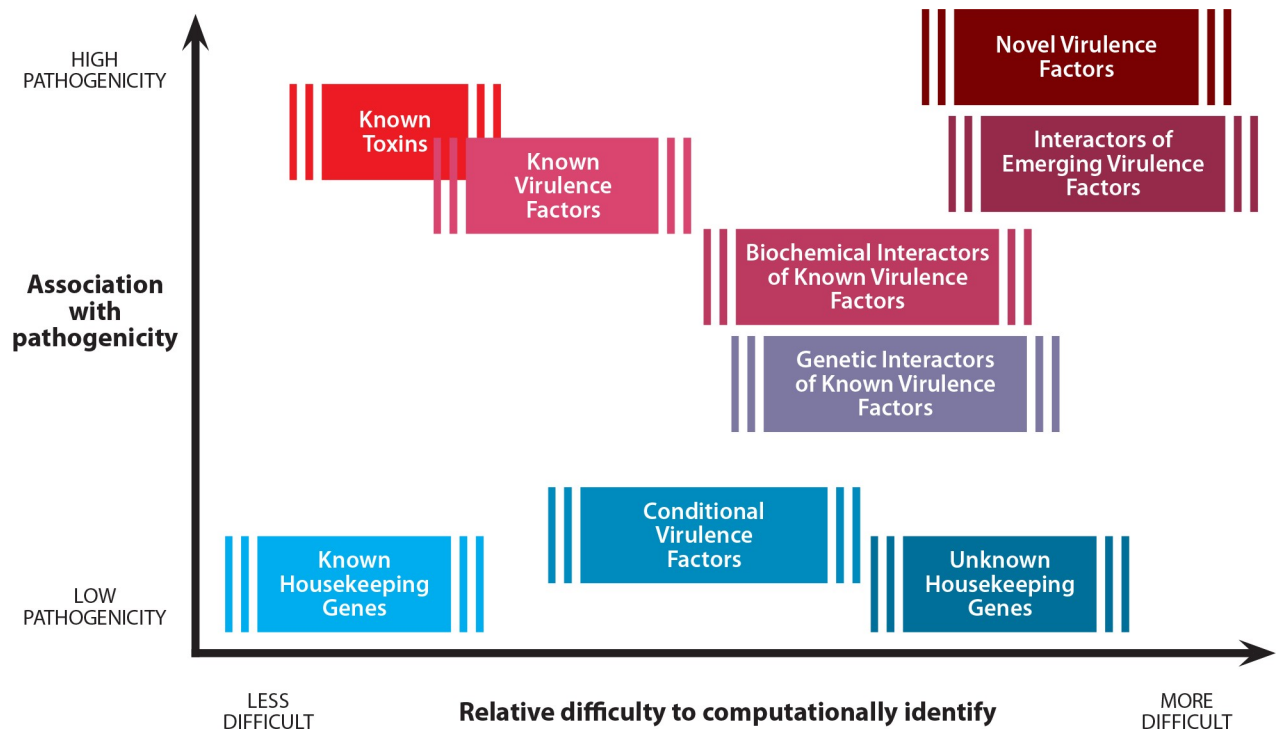 HIGH
PATHOGENICITY
Novel Virulence
Factors
Known
Toxins
Interactors of
Emerging Virulence
Factors
Known
Virulence
Factors
Biochemical Interactors
of Known Virulence
Factors
Association
with
pathogenicity
Genetic Interactors
of Known Virulence
Factors
Conditional
Virulence
Factors
Known
Housekeeping
Genes
Unknown
Housekeeping
Genes
LOW
PATHOGENICITY
LESS
DIFFICULT
Relative difficulty to computationally identify
MORE
DIFFICULT